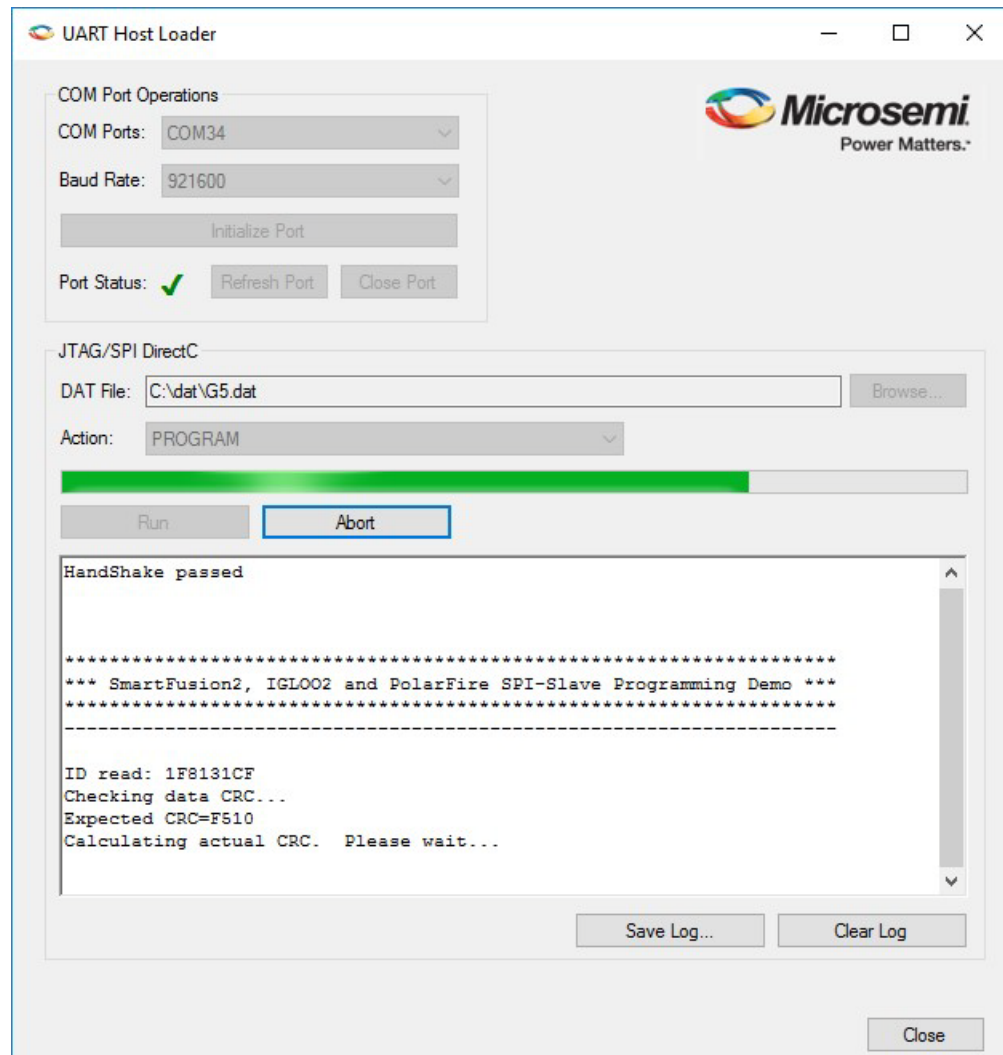 UART Host Loader
COM Port Operations
COM Ports: COM34
Microsemi.
Power Matters.™
Baud Rate: 921600
Initialize Port
Port Status: Refresh Port Close Port
JTAG/SPI DirectC
DAT File: C:\dat\G5.dat Browse...
Action: PROGRAM
Run Abort
HandShake passed
*********************************************************************
*** SmartFusion2, IGLOO2 and PolarFire SPI-Slave Programming Demo ***
*********************************************************************
---------------------------------------------------------------------
ID read: 1F8131CF
Checking data CRC...
Expected CRC=F510
Calculating actual CRC.  Please wait...
Save Log... Clear Log
Close